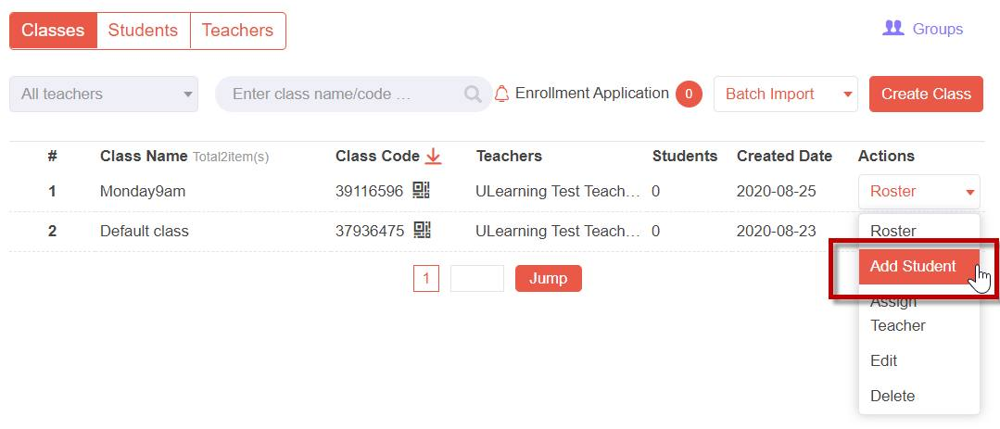 Classes Students Teachers Groups
All teachers Enter class name/code ... Enrollment Application 0 Batch Import Create Class
# Class Name Total2item(s) Class Code Teachers Students Created Date Actions
1 Monday9am 39116596 ULearning Test Teach... 0 2020-08-25 Roster
2 Default class 37936475 ULearning Test Teach... 0 2020-08-23 Roster
1 Jump Add Student
Assign
Teacher
Edit
Delete